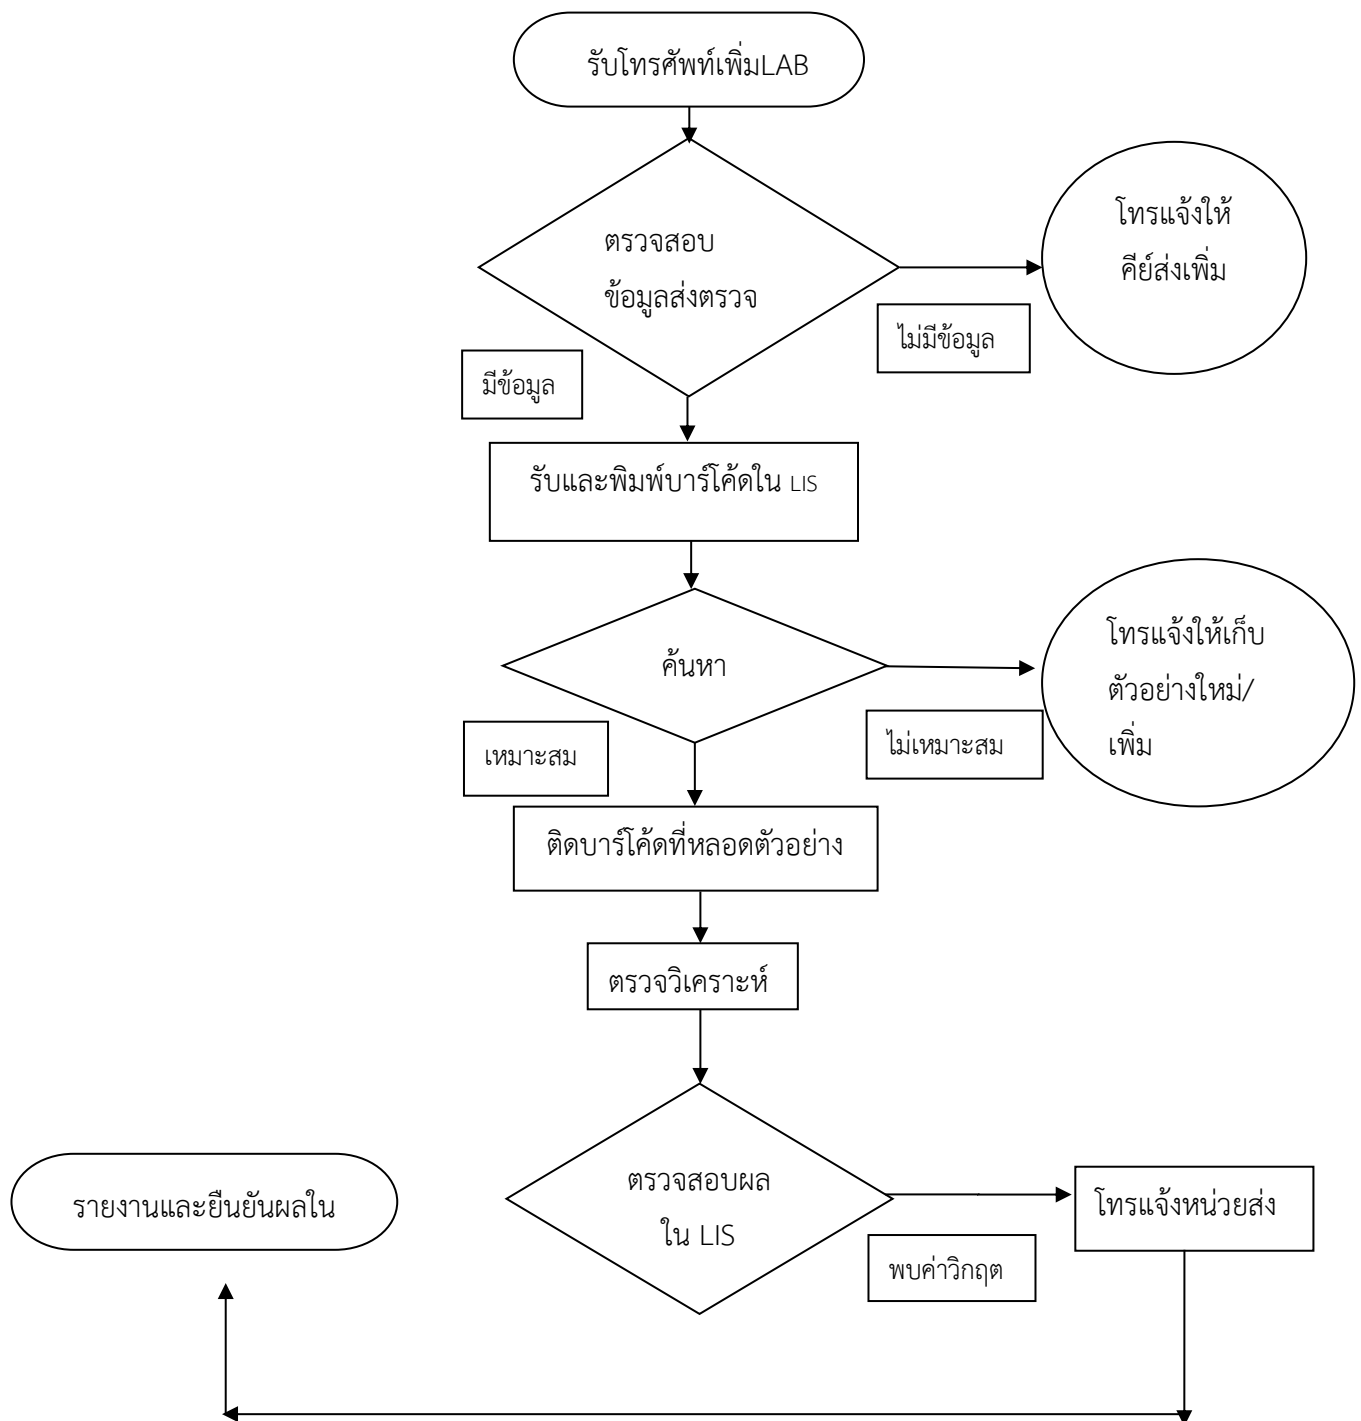 รับโทรศัพท์เพิ่มLAB
ตรวจสอบ
ข้อมูลส่งตรวจ
โทรแจ้งให้
คีย์ส่งเพิ่ม
ไม่มีข้อมูล
มีข้อมูล
รับและพิมพ์บาร์โค้ดใน LIS
ค้นหา
โทรแจ้งให้เก็บ
ตัวอย่างใหม่/
เพิ่ม
เหมาะสม
ไม่เหมาะสม
ติดบาร์โค้ดที่หลอดตัวอย่าง
ตรวจวิเคราะห์
ตรวจสอบผล
ใน LIS
รายงานและยืนยันผลใน
โทรแจ้งหน่วยส่ง
พบค่าวิกฤต